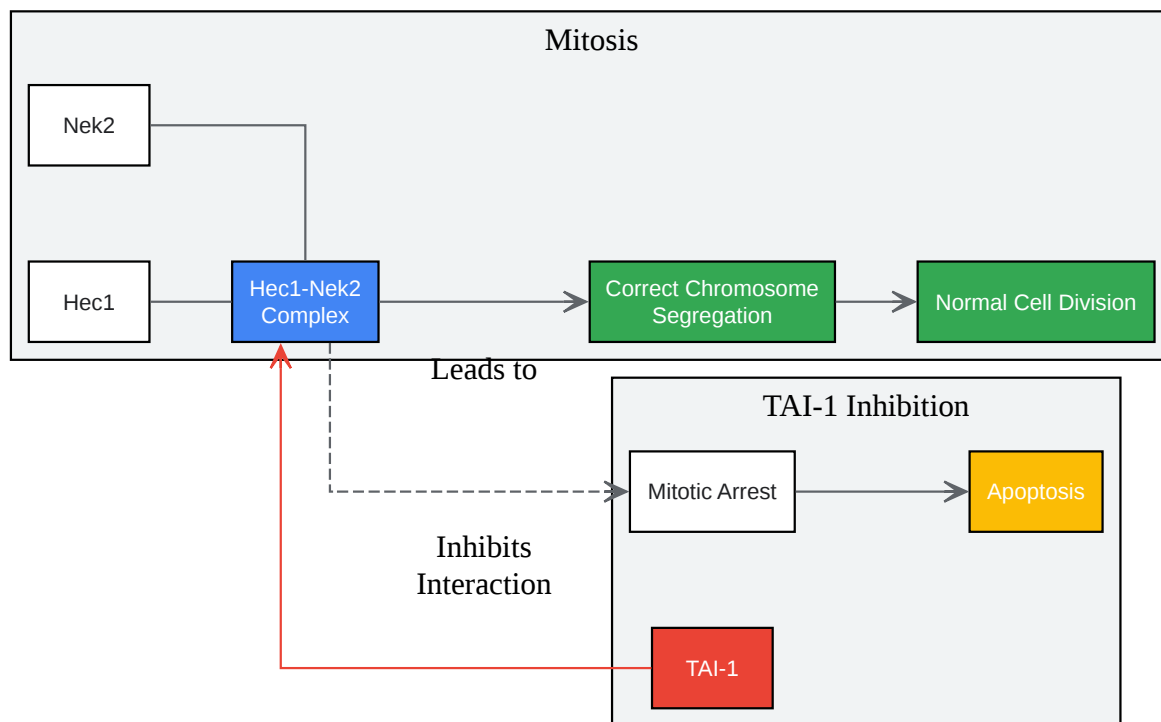 Mitosis
Nek2
Hec1
Hec1-Nek2
Complex
Correct Chromosome
Segregation
Normal Cell Division
Leads to
TAI-1 Inhibition
Mitotic Arrest
Apoptosis
Inhibits
Interaction
TAI-1